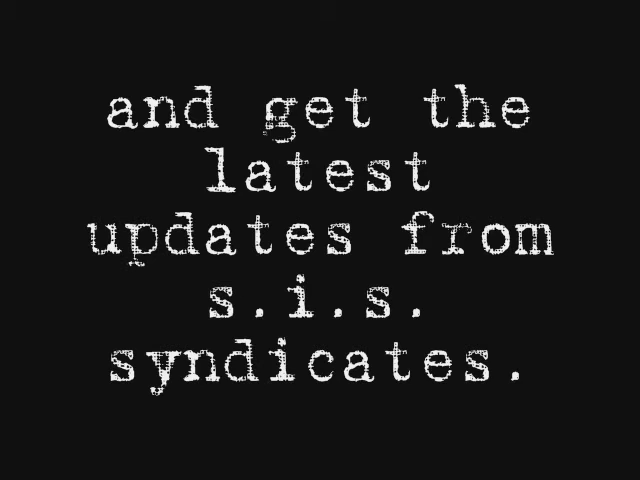 and get the
latest
updates from
s.i.s.
syndicates.